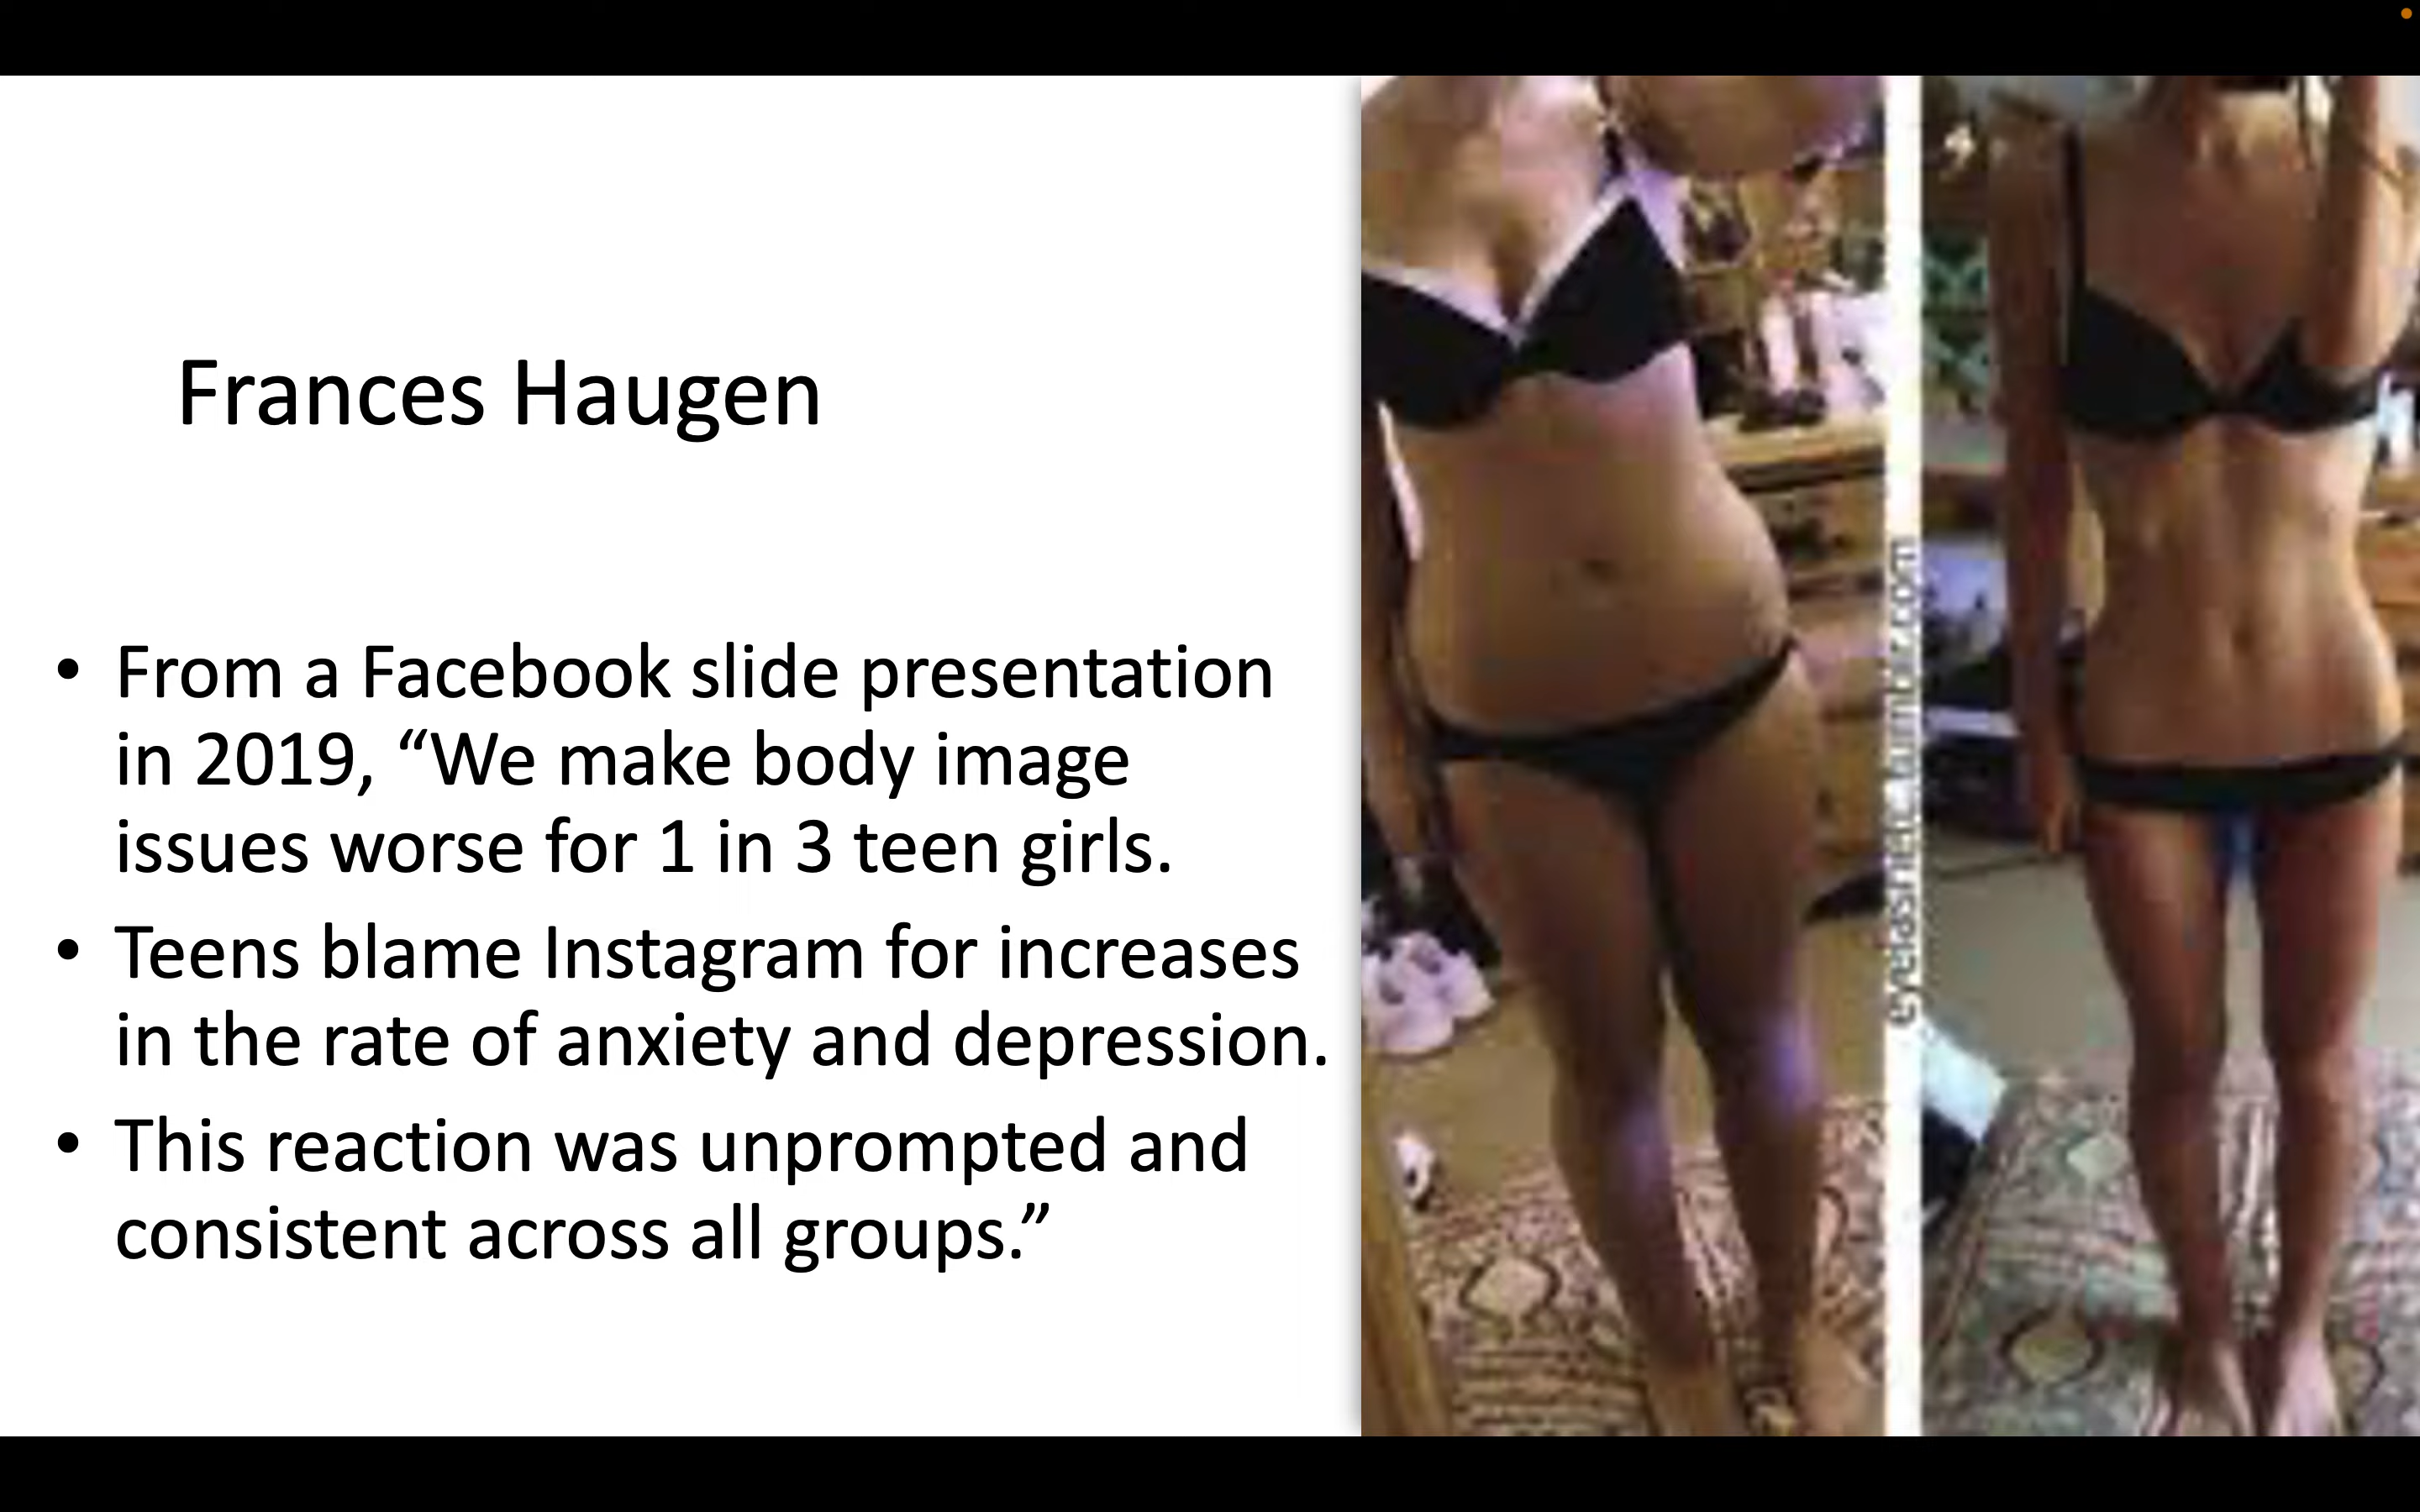 Frances Haugen
• From a Facebook slide presentation
in 2019, “We make body image
issues worse for 1 in 3 teen girls.
• Teens blame Instagram for increases
in the rate of anxiety and depression.
• This reaction was unprompted and
consistent across all groups.”